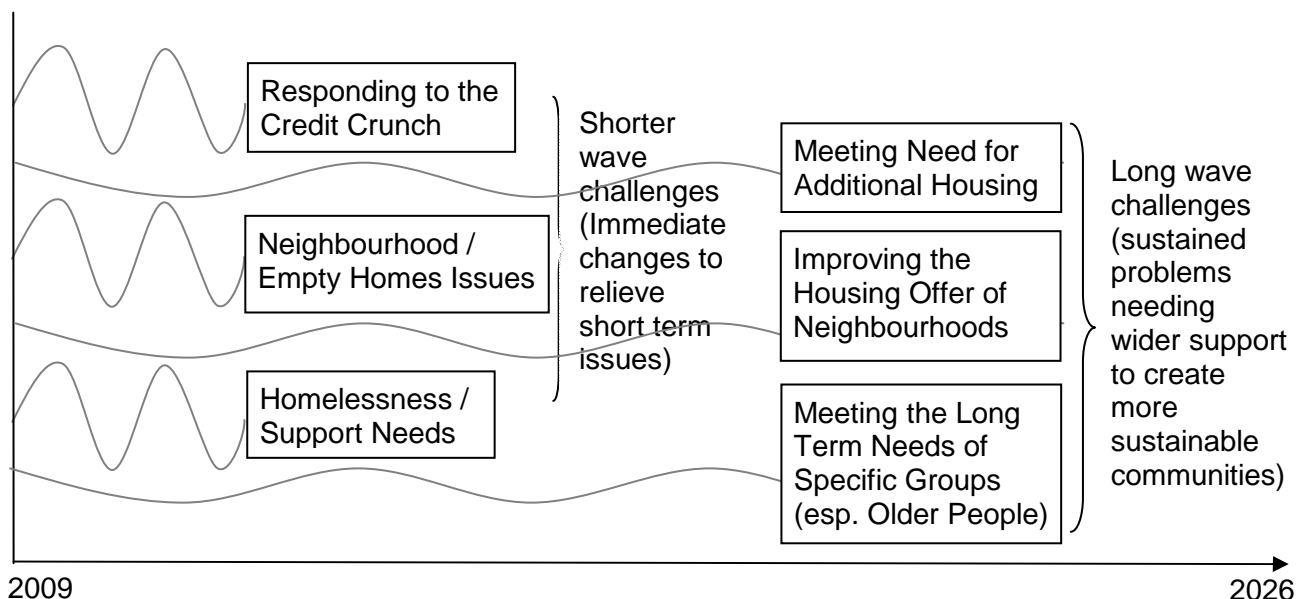 Responding to the
Credit Crunch
Neighbourhood /
Empty Homes Issues
Homelessness /
Support Needs
Shorter
wave
challenges
(Immediate
changes to
relieve
short term
issues)
Meeting Need for
Additional Housing
Improving the
Housing Offer of
Neighbourhoods
Meeting the Long
Term Needs of
Specific Groups
(esp. Older People)
Long wave
challenges
(sustained
problems
needing
wider support
to create
more
sustainable
communities)
2009
2026